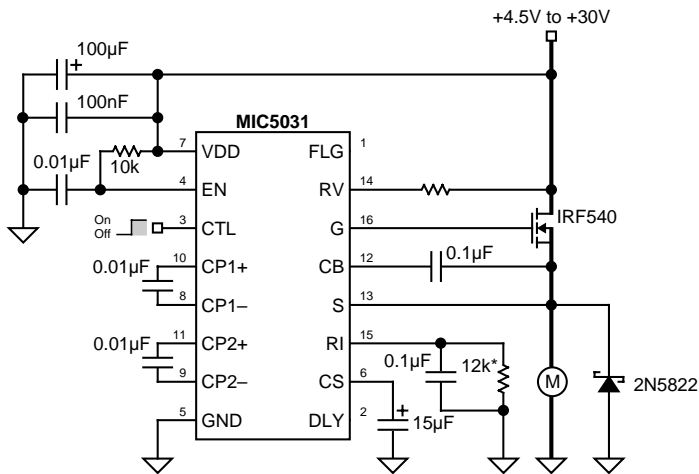 +4.5V to +30V
100µF
+
100nF
MIC5031
7 VDD FLG 1
0.01µF
10k
4 EN RV 14
IRF540
On
Off
3 CTL G 16
0.1µF
10 CP1+ CB 12
0.01µF
8 CP1– S 13
11 CP2+ RI 15
0.01µF
0.1µF
12k*
9 CP2– CS 6
M
2N5822
+
15µF
5 GND DLY 2